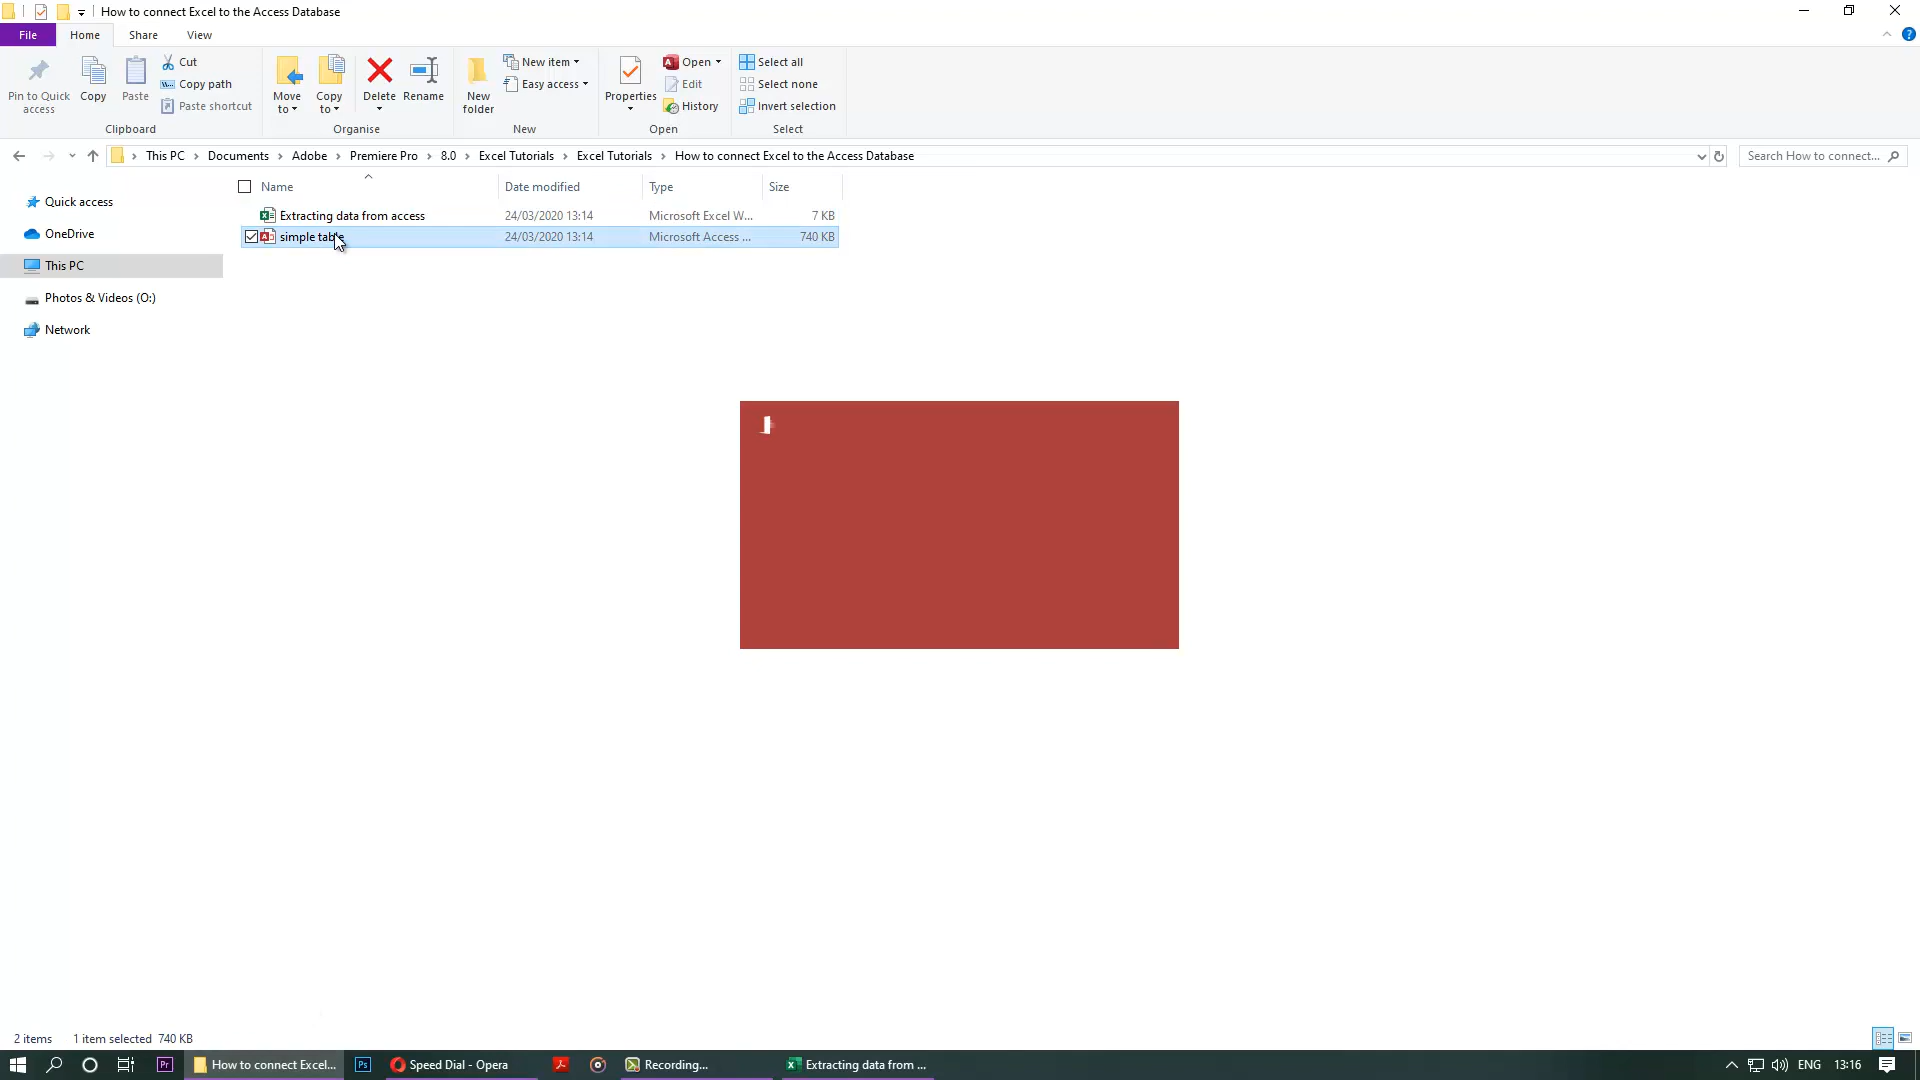 How to connect Excel to the Access Database
File Home Share View
Pin to Quick access
Copy
Paste
Cut
Copy path
Paste shortcut
Clipboard
Move to
Copy to
Delete
Rename
Organise
New folder
New item
Easy access
New
Properties
Open
Edit
History
Open
Select all
Select none
Invert selection
Select
This PC Documents Adobe Premiere Pro 8.0 Excel Tutorials Excel Tutorials How to connect Excel to the Access Database
Search How to connect...
Quick access
OneDrive
This PC
Photos & Videos (O:)
Network
Name Date modified Type Size
Extracting data from access 24/03/2020 13:14 Microsoft Excel W... 7 KB
simple table 24/03/2020 13:14 Microsoft Access ... 740 KB
2 items 1 item selected 740 KB
Pr How to connect Excel... Ps Speed Dial - Opera Recording... Extracting data from ... ENG 13:16